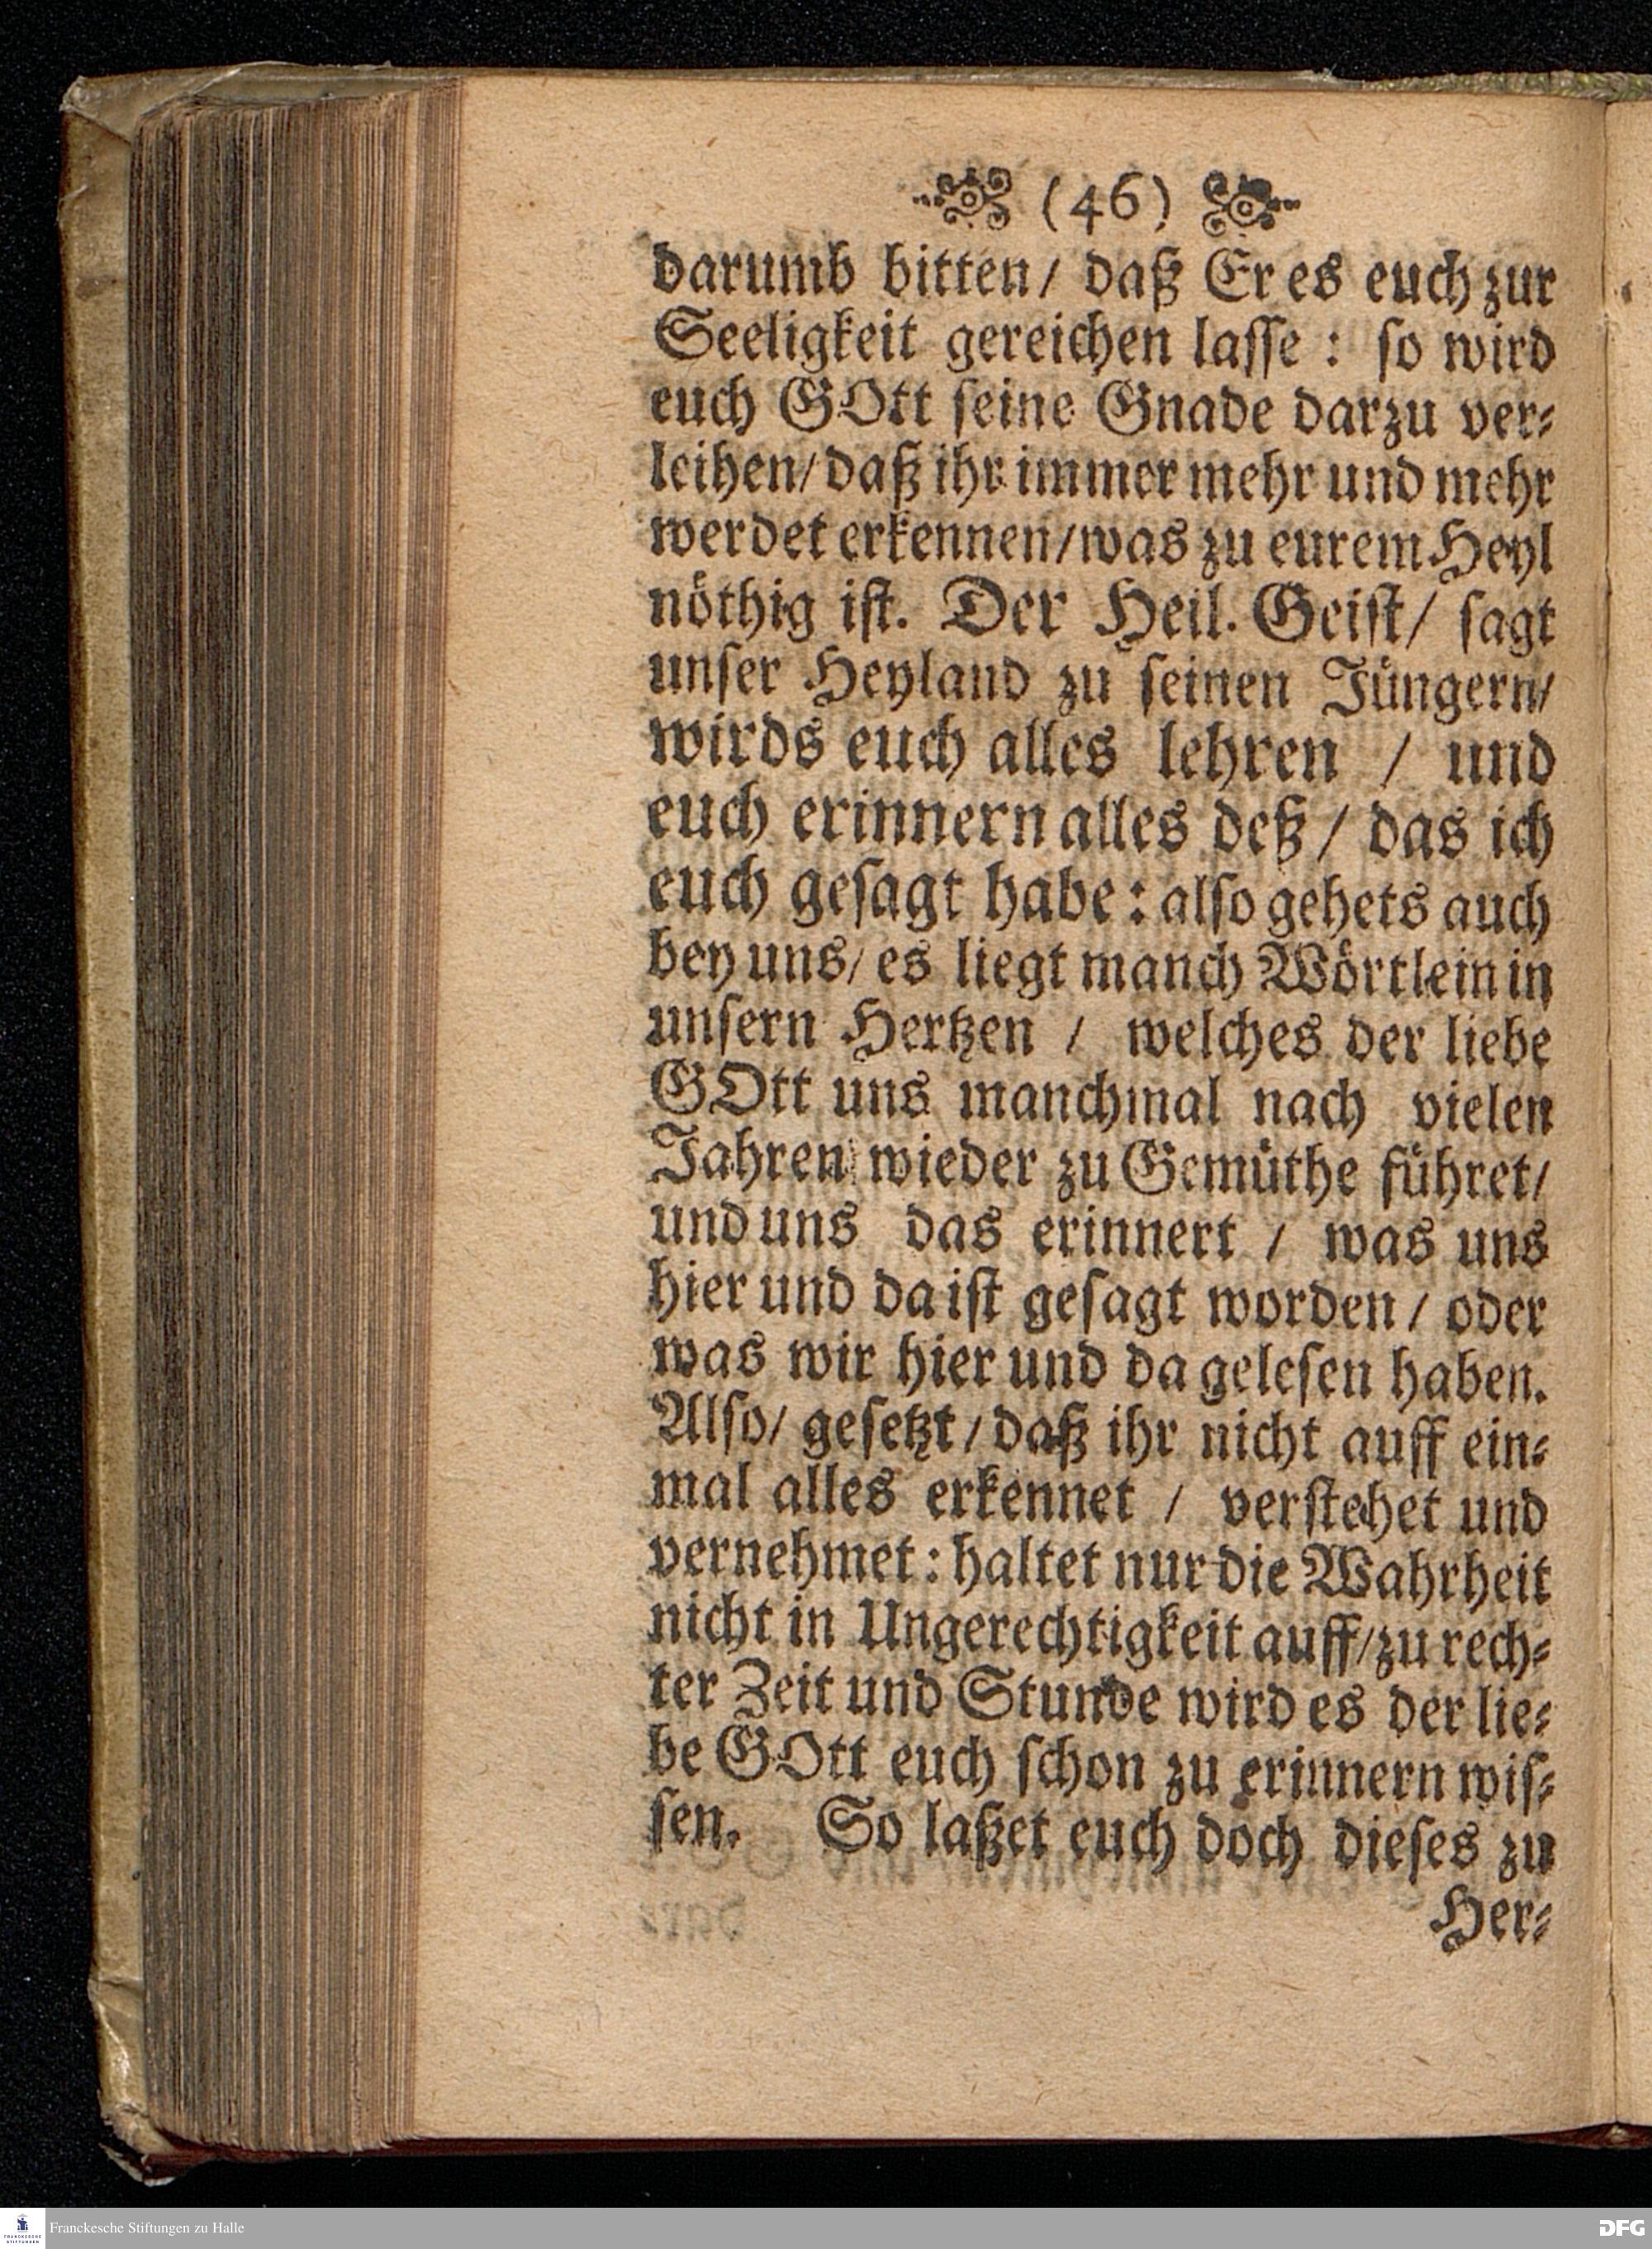 (46)
darumb bitten/ daß Er es euch zur
Seeligkeit gereichen lasse: so wird
euch GOtt seine Gnade darzu ver-
leihen/ daß ihr immer mehr und mehr
werdet erkennen/ was zu eurem Heyl
nöthig ist. Der Heil. Geist/ sagt
unser Heyland zu seinen Jüngern/
wirds euch alles lehren / und
euch erinnern alles deß / das ich
euch gesagt habe: also gehets auch
bey uns/ es liegt manch Wörtlein in
unsern Hertzen / welches der liebe
GOtt uns manchmal nach vielen
Jahren wieder zu Gemüthe führet/
und uns das erinnert / was uns
hier und da ist gesagt worden / oder
was wir hier und da gelesen haben.
Also/ gesetzt / daß ihr nicht auff ein-
mal alles erkennet / verstehet und
vernehmet: haltet nur die Wahrheit
nicht in Ungerechtigkeit auff/ zu rech-
ter Zeit und Stunde wird es der lie-
be GOtt euch schon zu erinnern wis-
sen. So laßet euch doch dieses zu
Her-
FRANCKESCHE STIFTUNGEN
Franckesche Stiftungen zu Halle
DFG